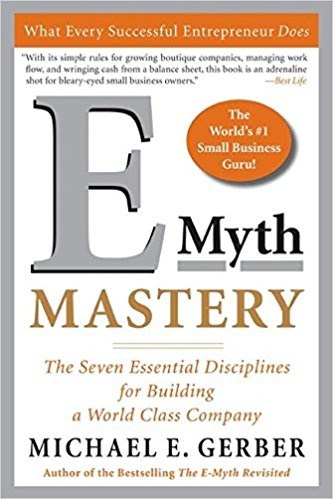 What Every Successful Entrepreneur Does
"With its simple rules for growing boutique companies, managing work
flow, and wringing cash from a balance sheet, this book is an adrenaline
shot for bleary-eyed small business owners." —Best Life
The
World's #1
Small Business
Guru!
E Myth
MASTERY
The Seven Essential Disciplines
for Building
a World Class Company
MICHAEL E. GERBER
Author of the Bestselling The E-Myth Revisited